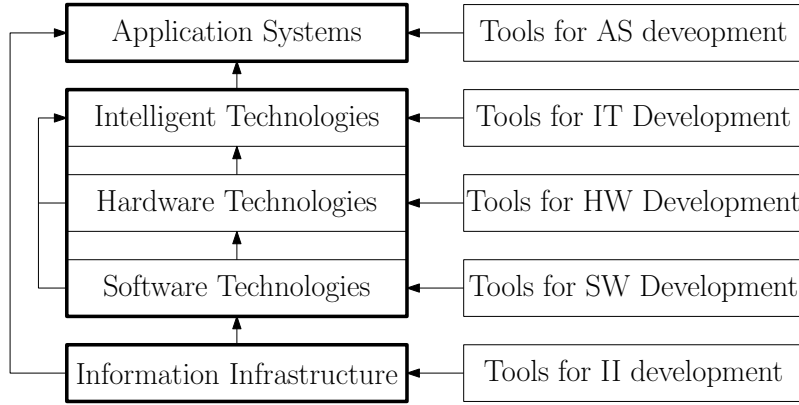 Application Systems
Tools for AS deveopment
Intelligent Technologies
Tools for IT Development
Hardware Technologies
Tools for HW Development
Software Technologies
Tools for SW Development
Information Infrastructure
Tools for II development